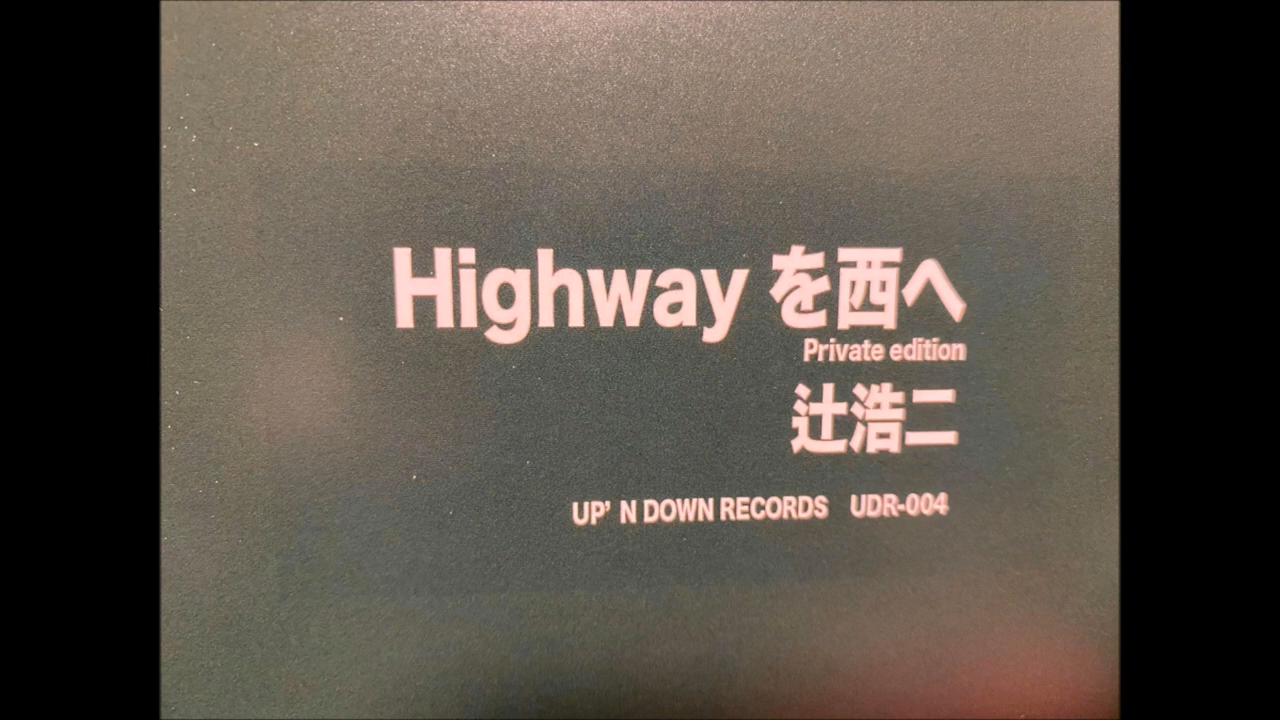 Highway を西へ
Private edition
辻浩二
UP' N DOWN RECORDS UDR-004